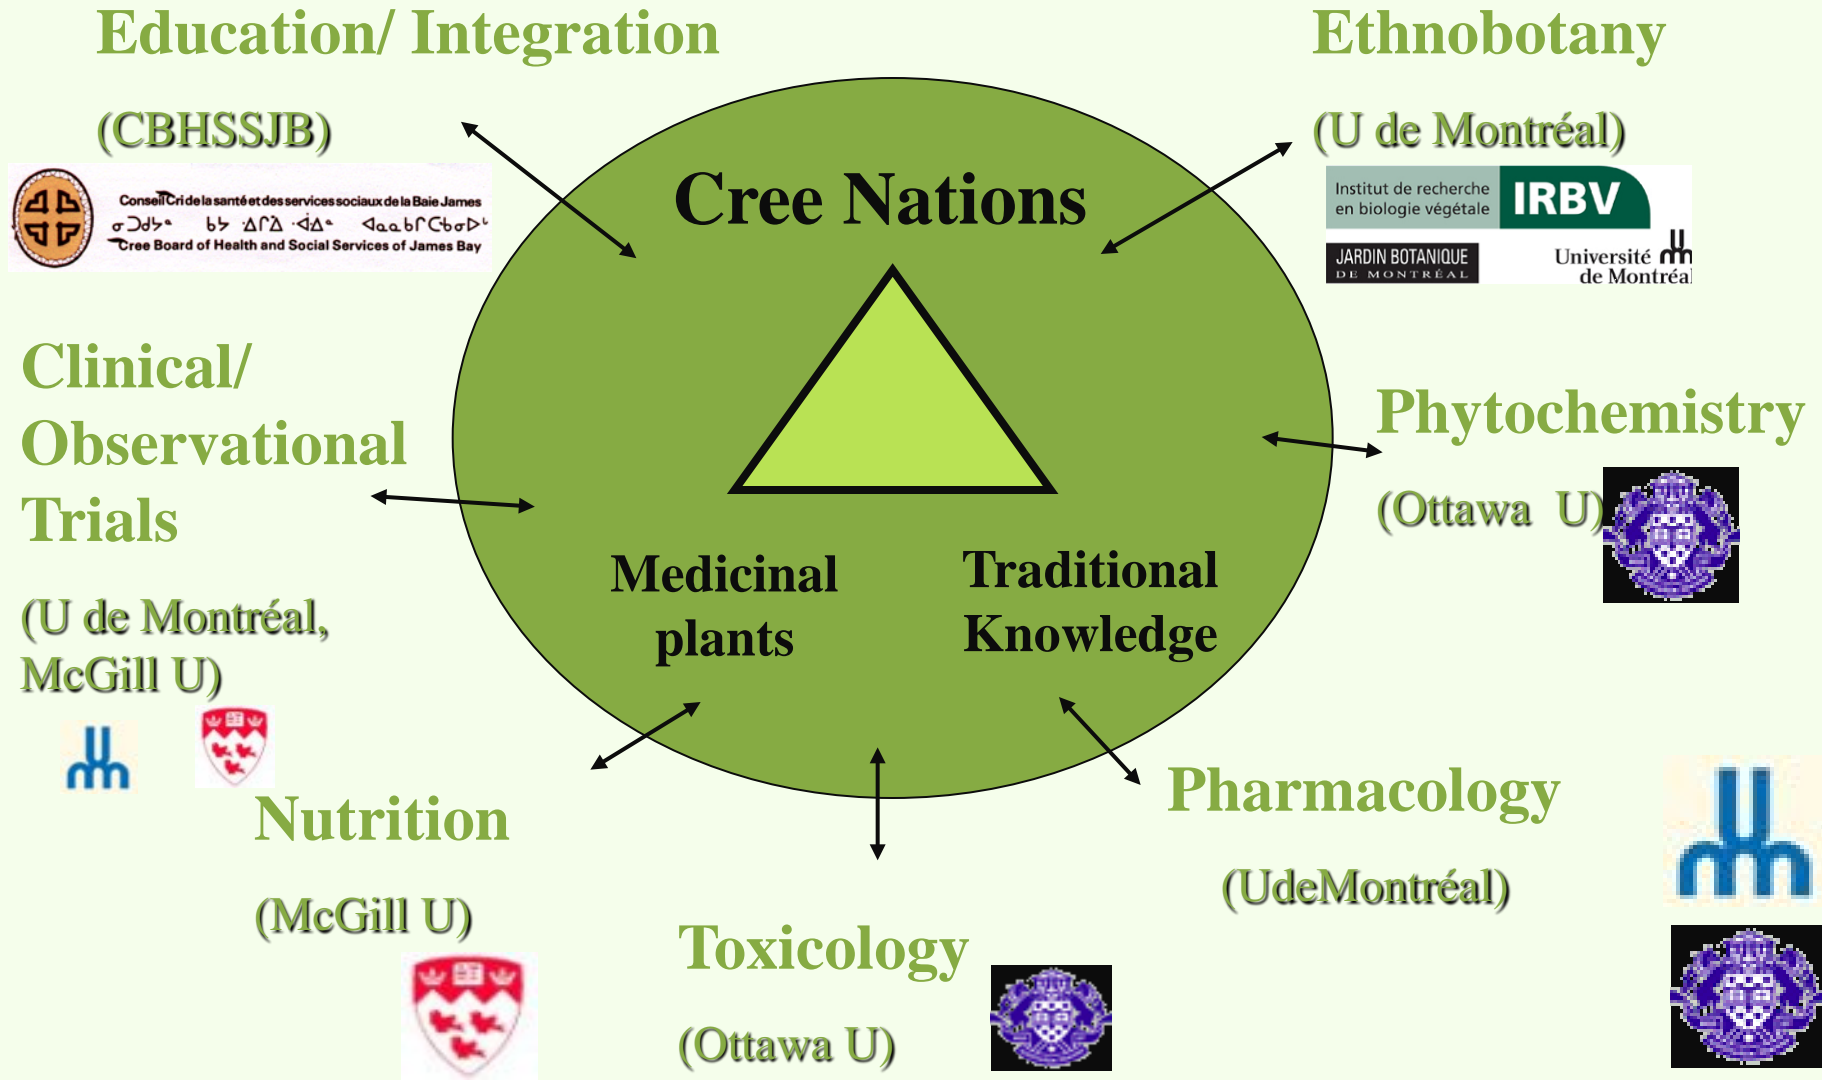 Education/ Integration
(CBHSSJB)
Conseil Cri de la santé et des services sociaux de la Baie James
Cree Board of Health and Social Services of James Bay
Ethnobotany
(U de Montréal)
Institut de recherche
en biologie végétale
IRBV
JARDIN BOTANIQUE
DE MONTRÉAL
Université
de Montréal
Cree Nations
Clinical/
Observational
Trials
(U de Montréal,
McGill U)
Phytochemistry
(Ottawa U)
Medicinal
plants
Traditional
Knowledge
Nutrition
(McGill U)
Pharmacology
(UdeMontréal)
Toxicology
(Ottawa U)